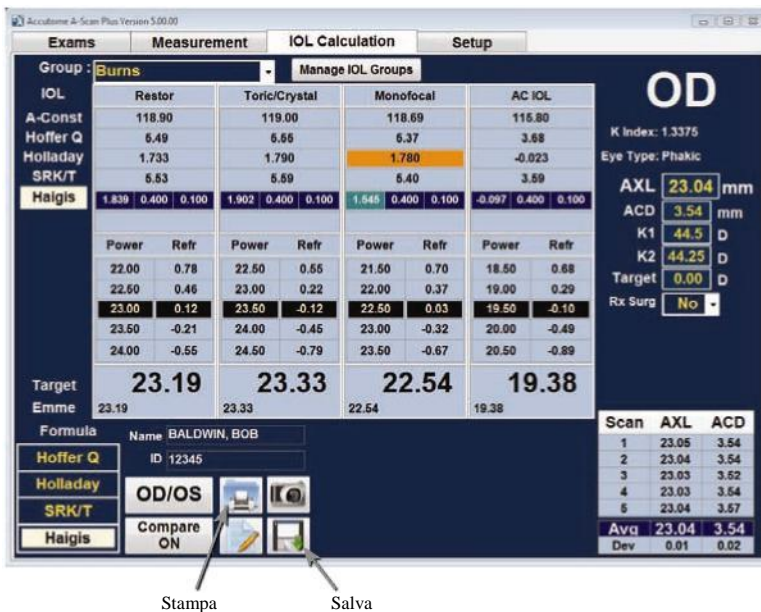 Accutome A-Scan Plus Version 5.00.00
Exams Measurement IOL Calculation Setup
Group : Burns Manage IOL Groups
OD
IOL Restor Toric/Crystal Monofocal AC IOL
A-Const 118.90 119.00 118.69 115.80
Hoffer Q 5.49 5.55 5.37 3.68
Holladay 1.733 1.790 1.780 -0.023
SRK/T 5.53 5.59 5.40 3.59
Haigis 1.839 0.400 0.100 1.902 0.400 0.100 1.545 0.400 0.100 -0.097 0.400 0.100
K Index: 1.3375
Eye Type: Phakic
AXL 23.04 mm
ACD 3.54 mm
K1 44.5 D
K2 44.25 D
Target 0.00 D
Rx Surg No
Power Refr Power Refr Power Refr Power Refr
22.00 0.78 22.50 0.55 21.50 0.70 18.50 0.68
22.50 0.46 23.00 0.22 22.00 0.37 19.00 0.29
23.00 0.12 23.50 -0.12 22.50 0.03 19.50 -0.10
23.50 -0.21 24.00 -0.45 23.00 -0.32 20.00 -0.49
24.00 -0.55 24.50 -0.79 23.50 -0.67 20.50 -0.89
Target 23.19 23.33 22.54 19.38
Emme 23.19 23.33 22.54 19.38
Formula
Hoffer Q
Holladay
SRK/T
Haigis
Name BALDWIN, BOB
ID 12345
OD/OS
Compare
ON
Scan AXL ACD
1 23.05 3.54
2 23.04 3.54
3 23.03 3.52
4 23.03 3.54
5 23.04 3.57
Avg 23.04 3.54
Dev 0.01 0.02
Stampa Salva